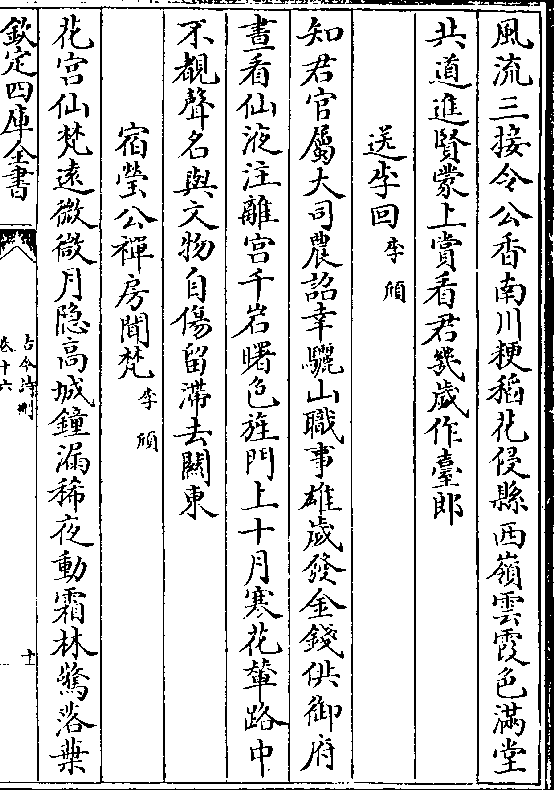 風流三接令公香南川粳稻花侵縣西嶺雲霞色滿堂
共道進賢蒙上賞看君幾歲作臺郎
送李回李頎
知君官屬大司農詔幸驪山職事雄歲發金錢供御府
晝看仙液注離宮千岩曙色旌門上十月寒花輦路中
不覩聲名與文物自傷留滯去關東
宿瑩公禪房聞梵李頎
花宮仙梵遠微微月隐高城鐘漏稀夜動霜林驚落葉
欽定四庫全書
古今詩刪
卷十六
十